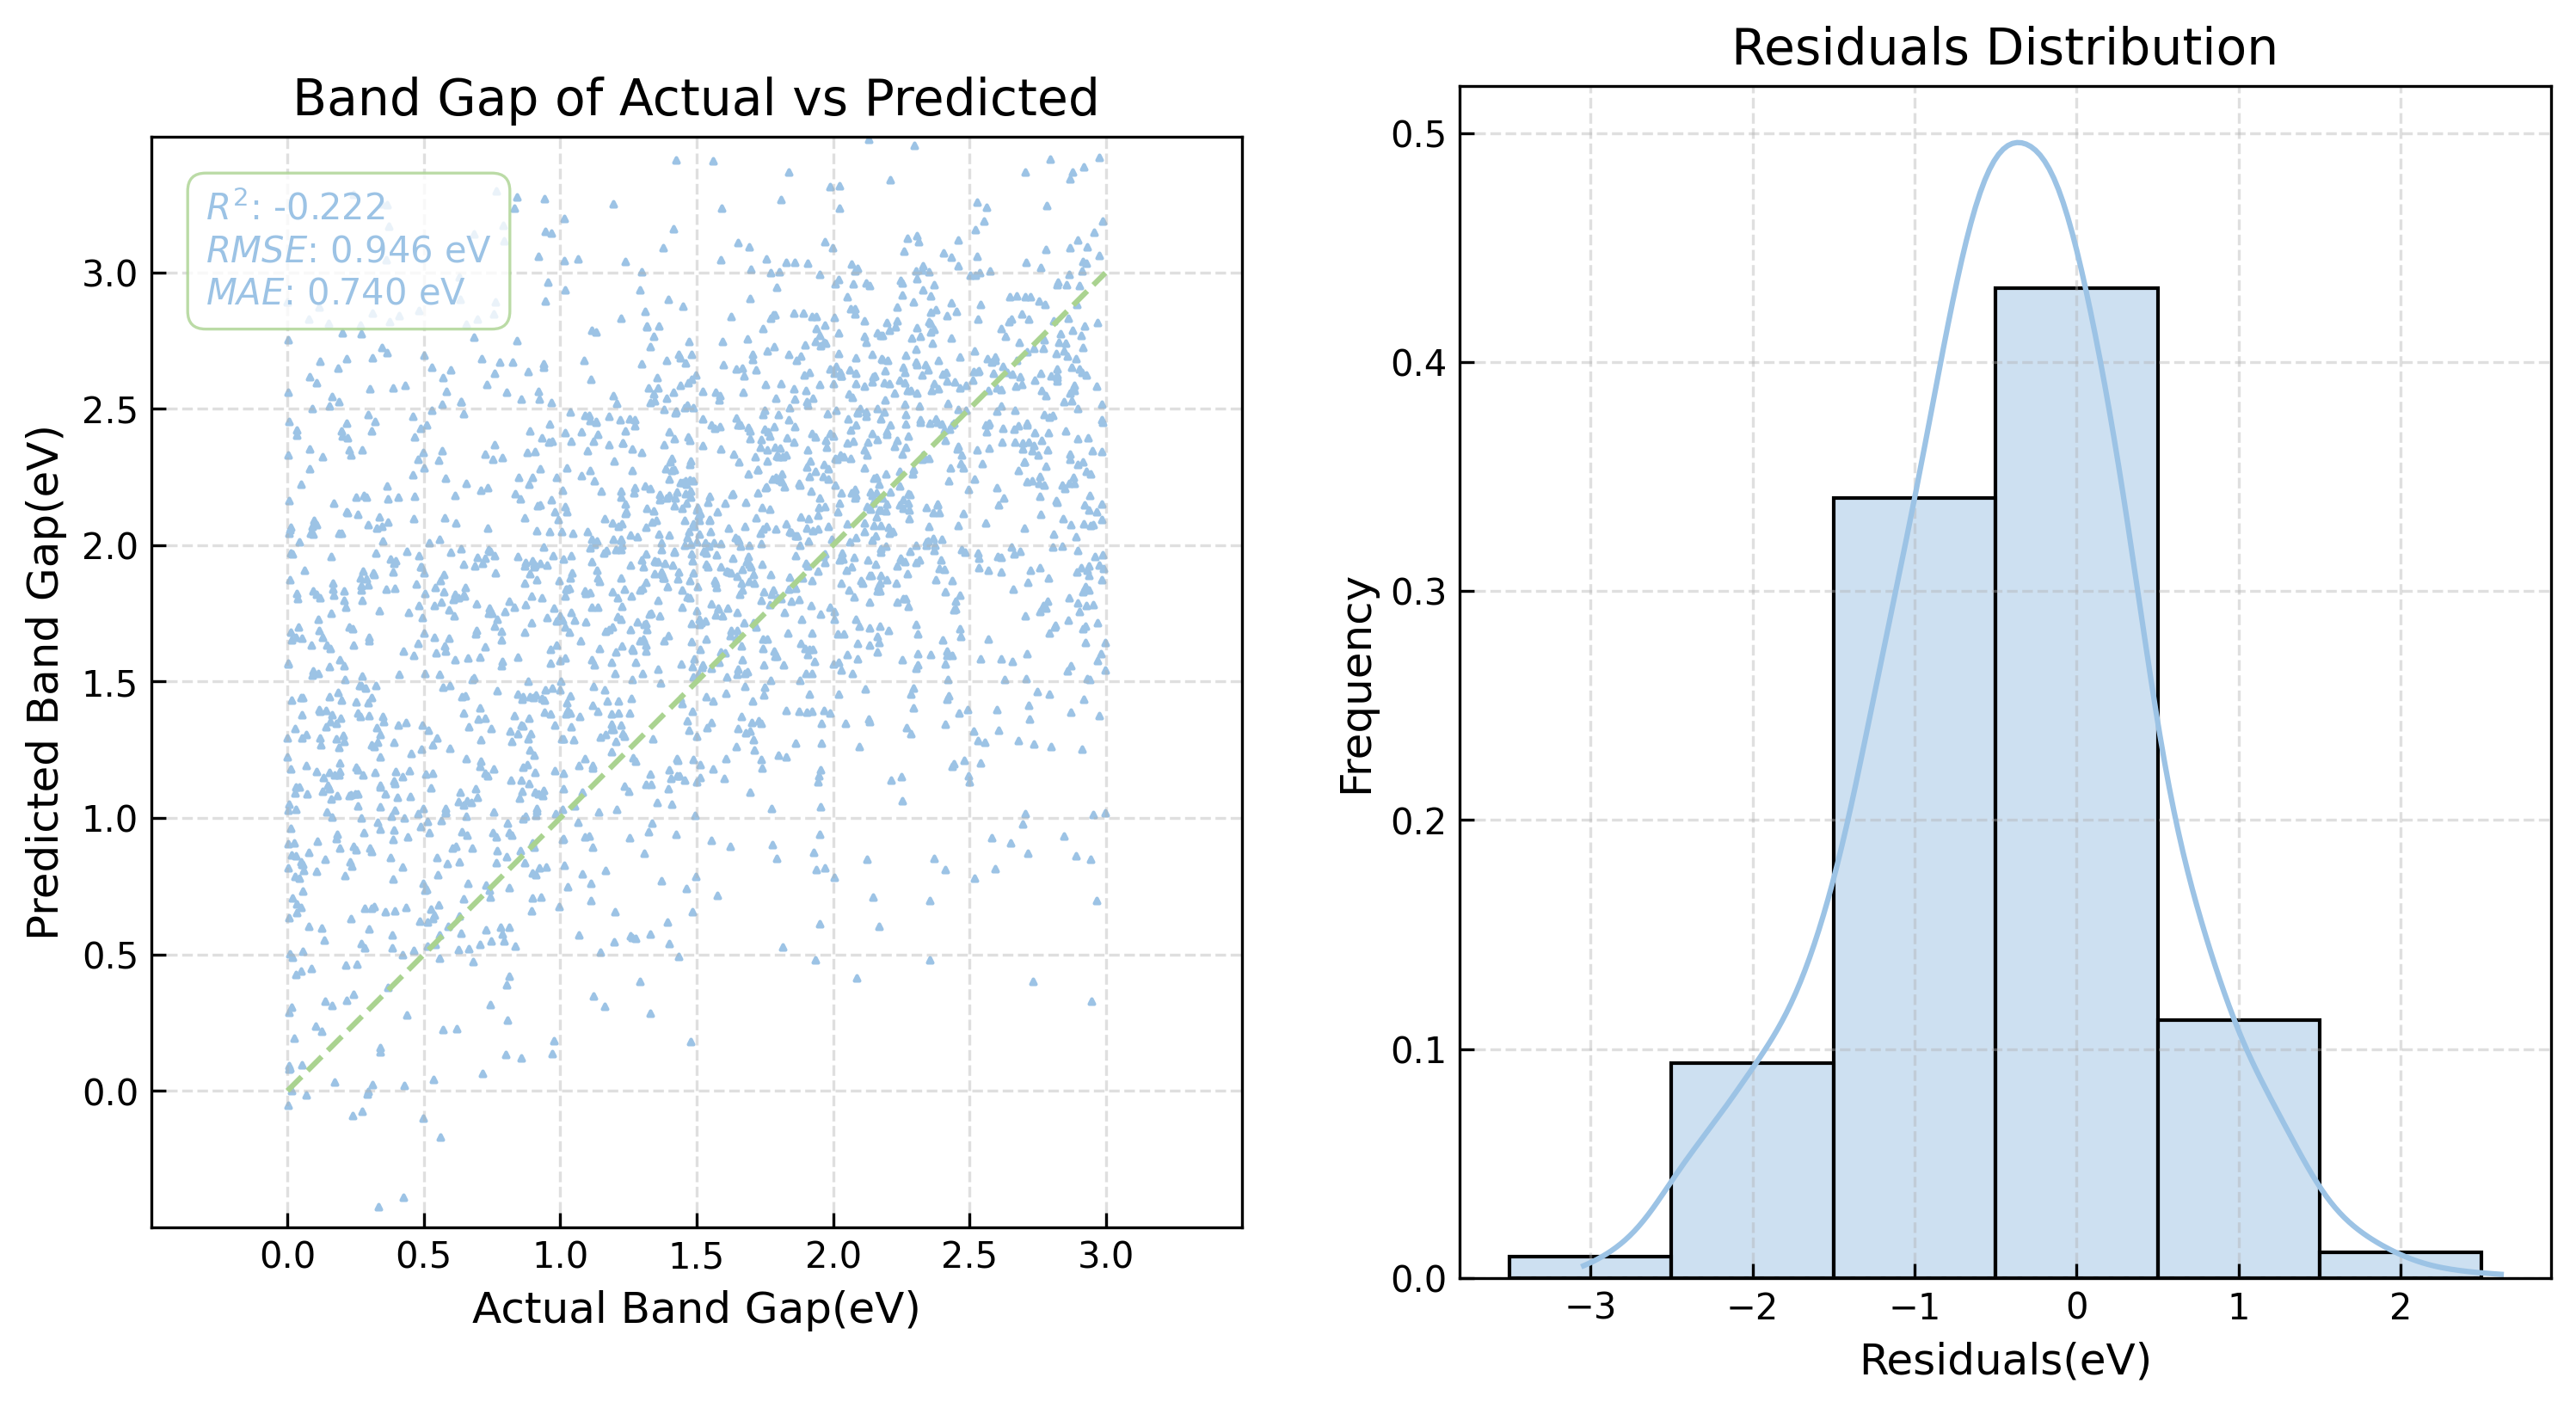 Band Gap of Actual vs Predicted
R²: -0.222
RMSE: 0.946 eV
MAE: 0.740 eV
Predicted Band Gap(eV)
3.0
2.5
2.0
1.5
1.0
0.5
0.0
0.0 0.5 1.0 1.5 2.0 2.5 3.0
Actual Band Gap(eV)
Residuals Distribution
Frequency
0.5
0.4
0.3
0.2
0.1
0.0
−3 −2 −1 0 1 2
Residuals(eV)